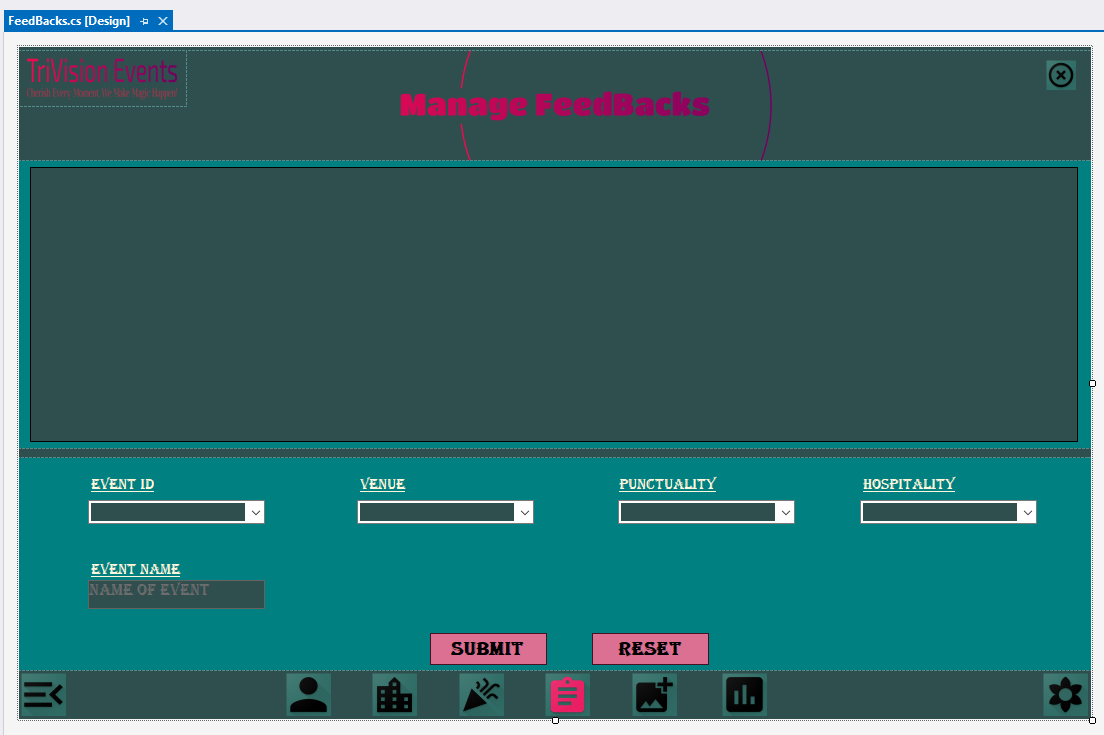 FeedBacks.cs [Design]
TriVision Events
Cherish Every Moment, We Make Magic Happen!
Manage FeedBacks
EVENT ID
VENUE
PUNCTUALITY
HOSPITALITY
EVENT NAME
NAME OF EVENT
SUBMIT
RESET